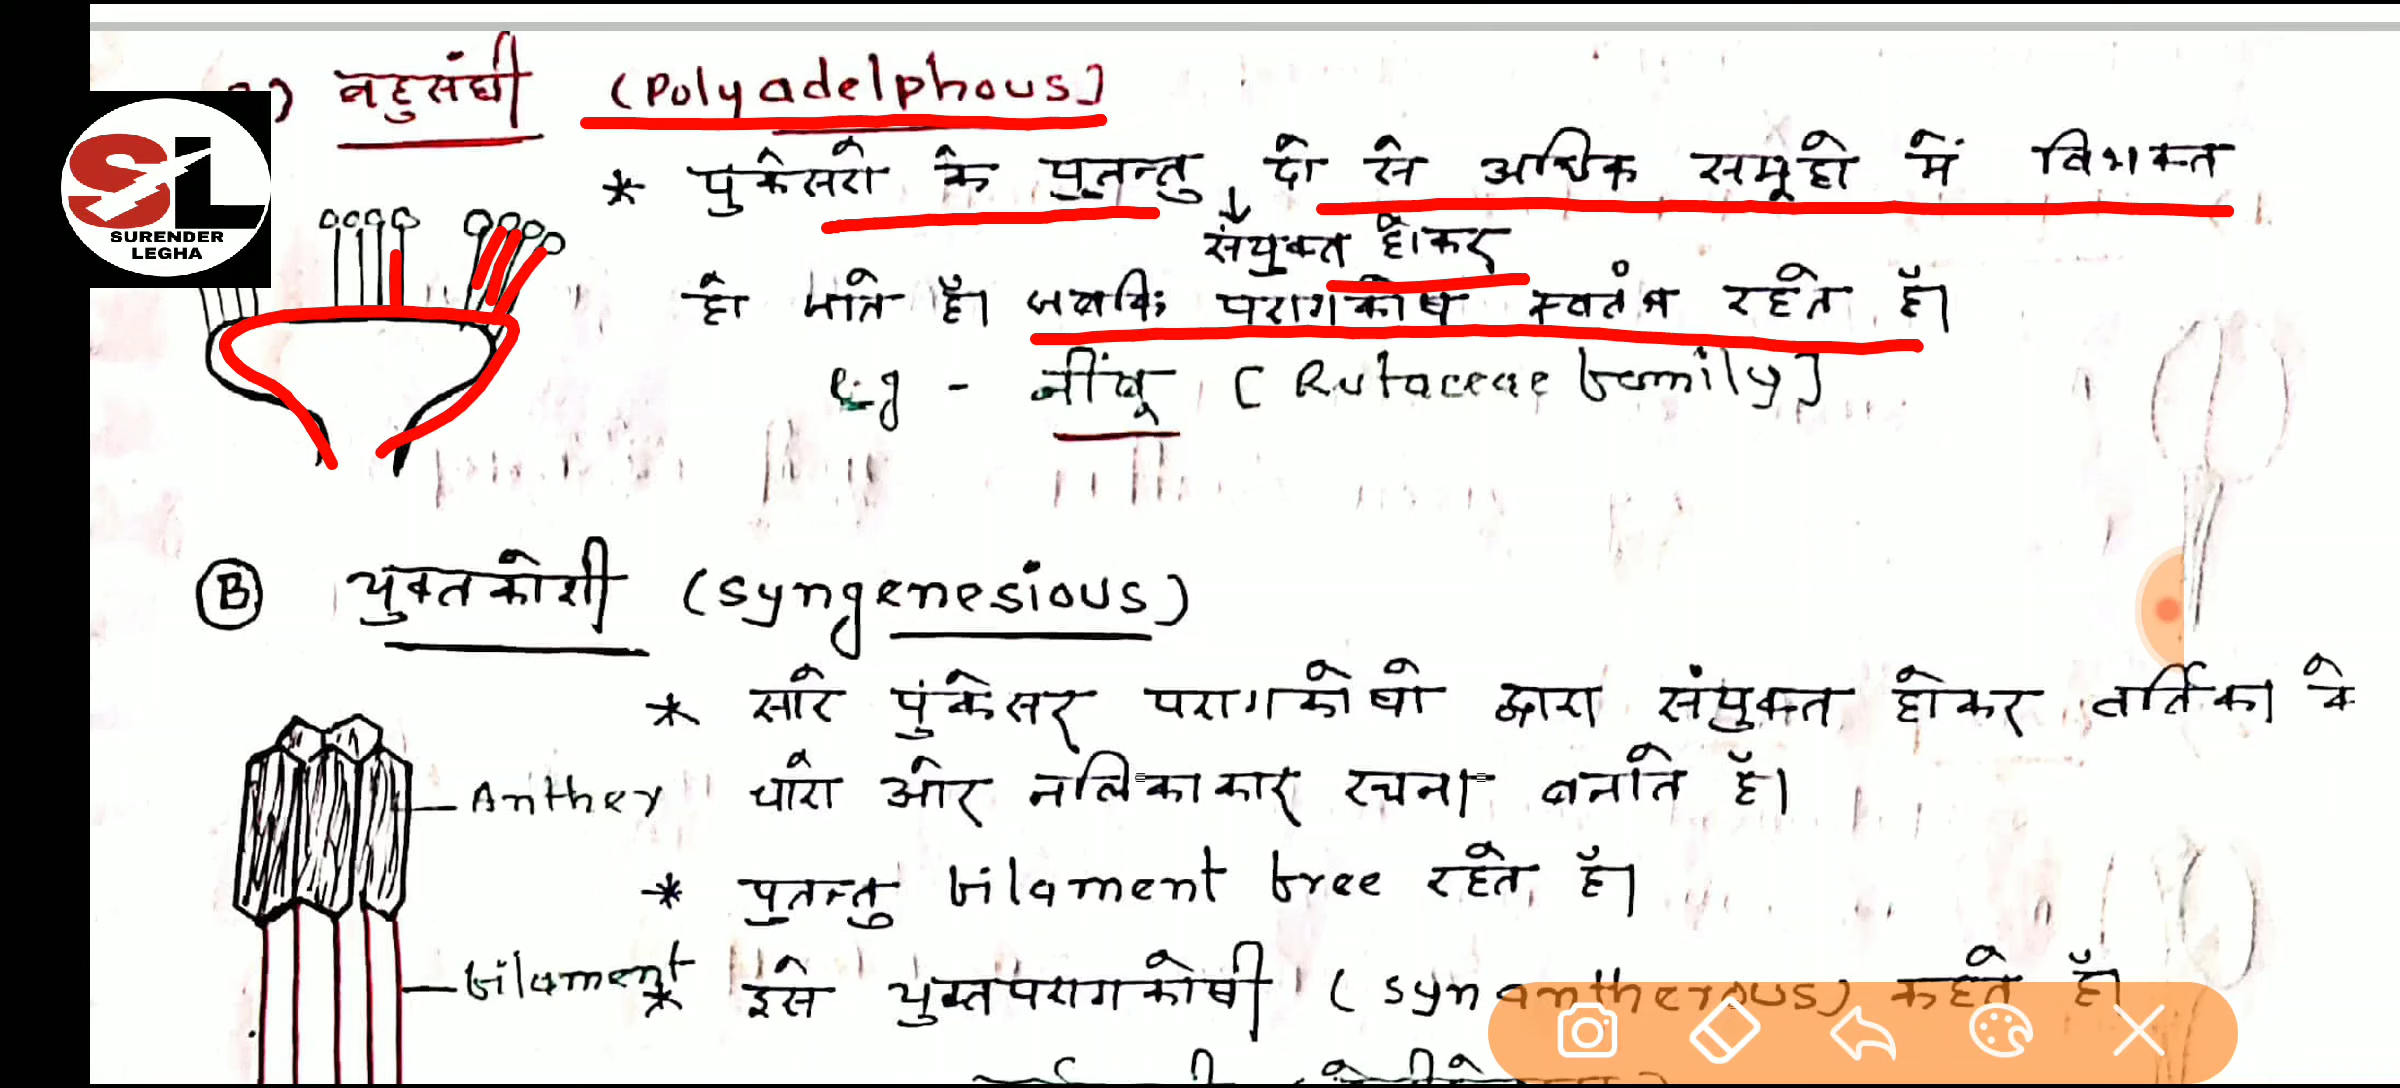 बहुसंघी (Polyadelphous)
* पुंकेसरो के पुतन्तु दो से अधिक समूहो में विभक्त
↓
संयुक्त होकर
SL
SURENDER
LEGHA
हो जाते है। जबकि परागकोष स्वतंत्र रहते है।
e.g - नींबू [Rutaceae family]
B युक्तकोशी (Syngenesious)
* सारे पुंकेसर परागकोषो द्वारा संयुक्त होकर वर्तिका के
Anther चारो ओर नलिकाकार रचना बनाते है।
* पुतन्तु filament free रहते है।
filament
* इसे युक्तपरागकोषी (Synantherous) कहते है।